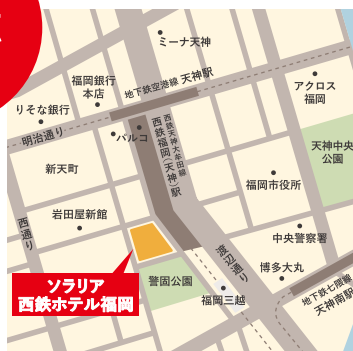 ミーナ天神
地下鉄空港線 天神駅
福岡銀行
本店
アクロス
福岡
りそな銀行
明治通り
パルコ
西鉄天神大牟田線
西鉄福岡(天神)駅
天神中央
公園
新天町
福岡市役所
岩田屋新館
西通り
渡辺通り
中央警察署
ソラリア
西鉄ホテル福岡
警固公園
博多大丸
福岡三越
地下鉄七隈線
天神南駅